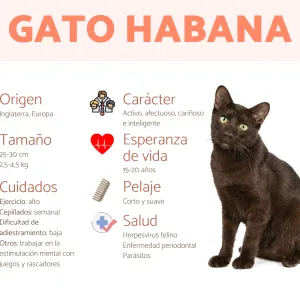 GATO HABANA
Origen
Inglaterra, Europa
Tamaño
25-30 cm
2,5-4,5 kg
Cuidados
Ejercicio: alto
Cepillados: semanal
Dificultad de
adiestramiento: baja
Otros: trabajar en la
estimulación mental con
juegos y rascadores
Carácter
Activo, afectuoso, cariñoso
e inteligente
Esperanza
de vida
15-20 años
Pelaje
Corto y suave
Salud
Herpesvirus felino
Enfermedad periodontal
Parásitos